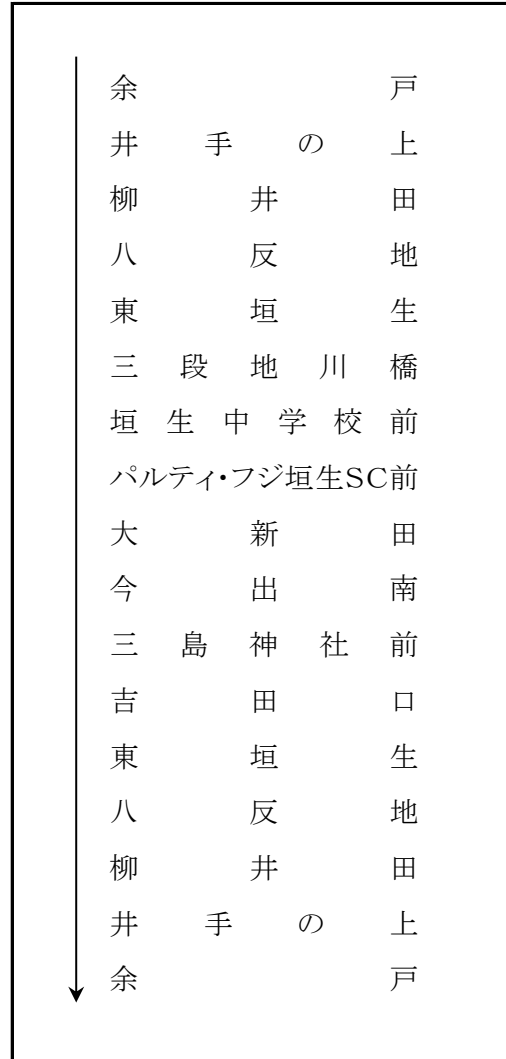 余戸
井手の上
柳井田
八反地
東垣生
三段地川橋
垣生中学校前
パルティ・フジ垣生SC前
大新田
今出南
三島神社前
吉田口
東垣生
八反地
柳井田
井手の上
余戸